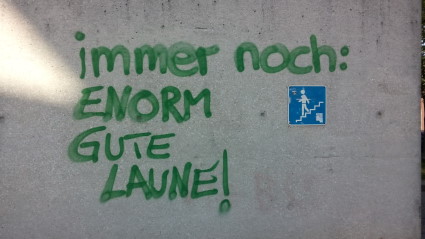 immer noch:
ENORM
GUTE
LAUNE!